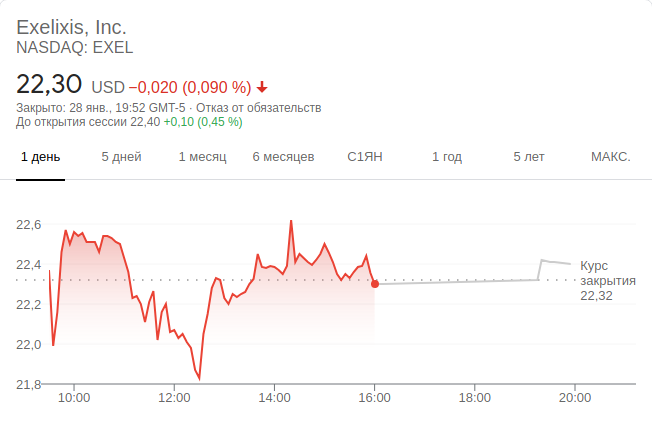 Exelixis, Inc.
NASDAQ: EXEL
22,30 USD −0,020 (0,090 %)
Закрыто: 28 янв., 19:52 GMT-5 · Отказ от обязательств
До открытия сессии 22,40 +0,10 (0,45 %)
1 день 5 дней 1 месяц 6 месяцев С1ЯН 1 год 5 лет МАКС.
22,6
22,4
22,2
22,0
21,8
Курс
закрытия
22,32
10:00 12:00 14:00 16:00 18:00 20:00